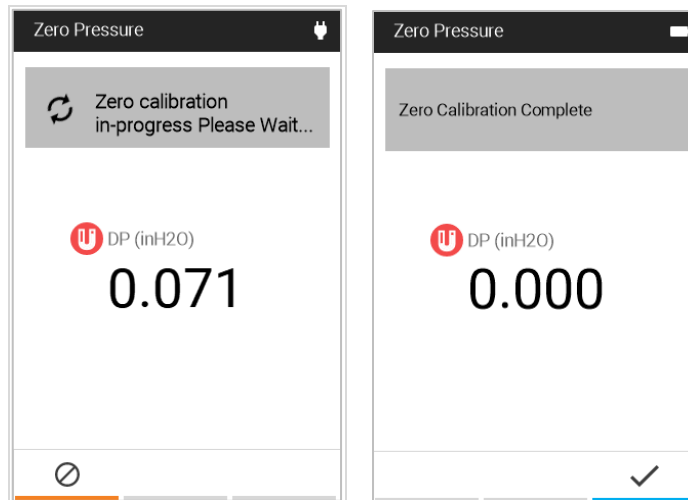 Zero Pressure
Zero calibration
in-progress Please Wait...
DP (inH2O)
0.071
Zero Pressure
Zero Calibration Complete
DP (inH2O)
0.000